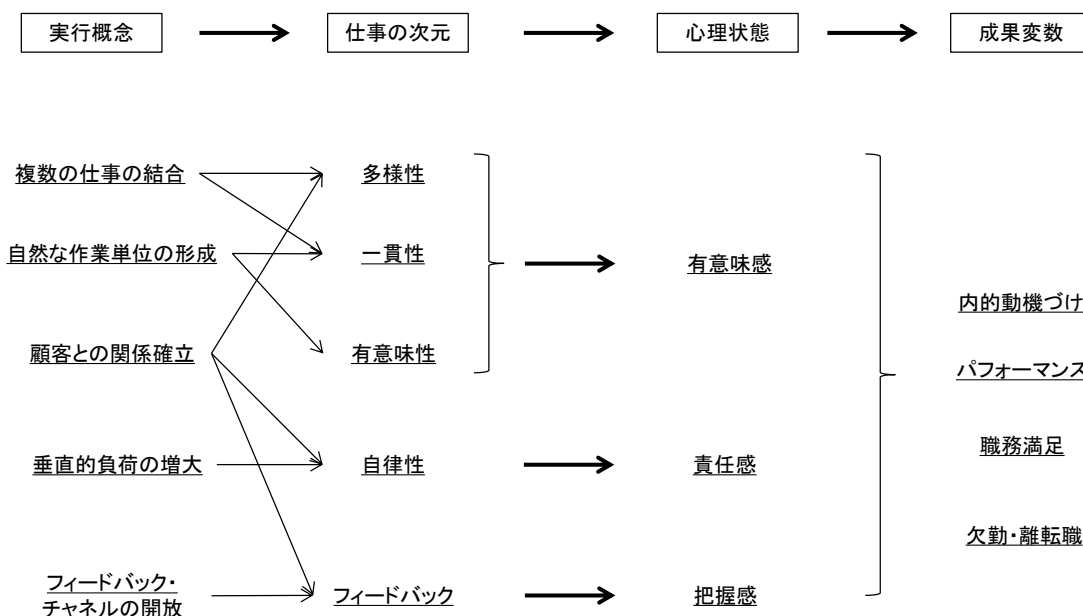 実行概念
仕事の次元
心理状態
成果変数
複数の仕事の結合
多様性
自然な作業単位の形成
一貫性
有意味感
内的動機づけ
顧客との関係確立
有意味性
パフォーマンス
職務満足
垂直的負荷の増大
自律性
責任感
欠勤・離転職
フィードバック・
チャネルの開放
フィードバック
把握感